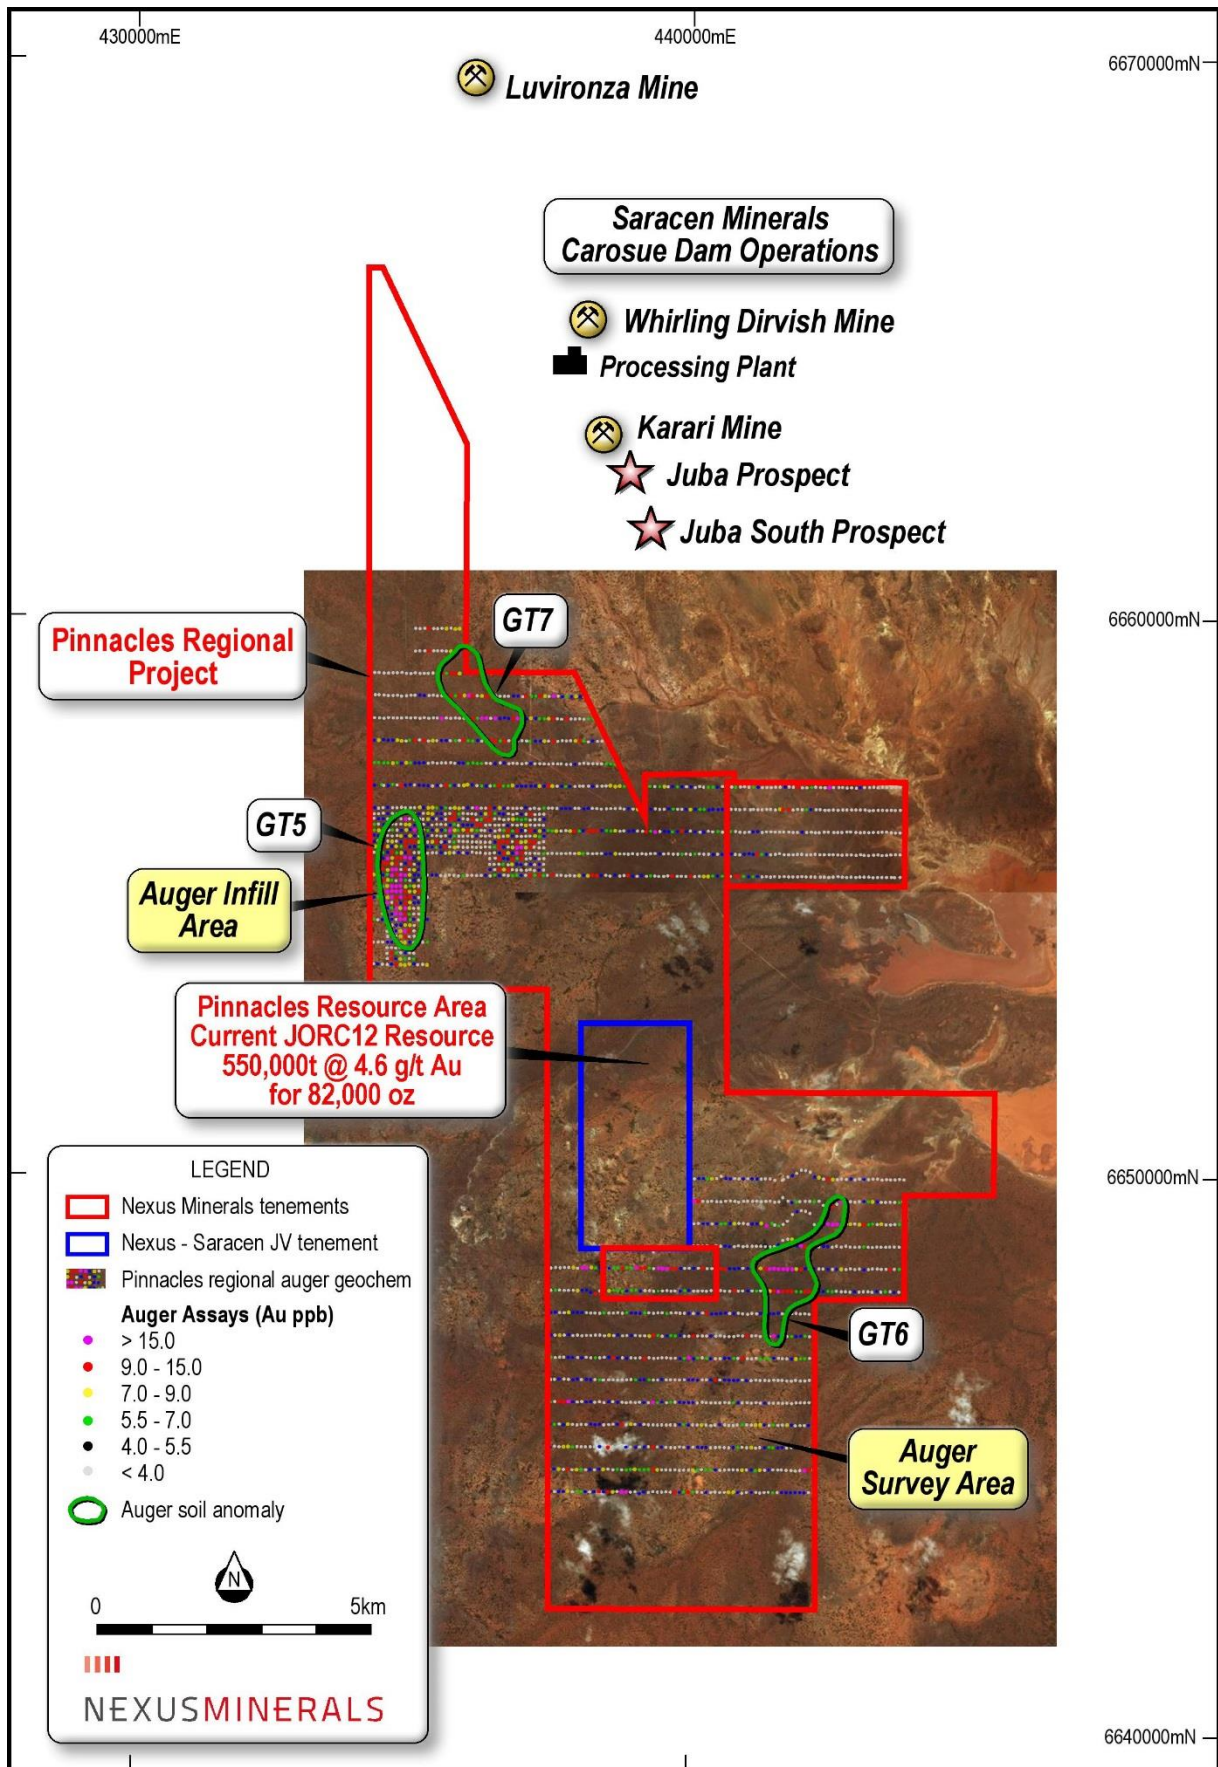 430000mE
440000mE
6670000mN
Luvironza Mine
Saracen Minerals
Carosue Dam Operations
Whirling Dirvish Mine
Processing Plant
Karari Mine
Juba Prospect
Juba South Prospect
6660000mN
GT7
Pinnacles Regional
Project
GT5
Auger Infill
Area
Pinnacles Resource Area
Current JORC12 Resource
550,000t @ 4.6 g/t Au
for 82,000 oz
6650000mN
GT6
Auger
Survey Area
LEGEND
Nexus Minerals tenements
Nexus - Saracen JV tenement
Pinnacles regional auger geochem
Auger Assays (Au ppb)
> 15.0
9.0 - 15.0
7.0 - 9.0
5.5 - 7.0
4.0 - 5.5
< 4.0
Auger soil anomaly
N
0 5km
NEXUSMINERALS
6640000mN